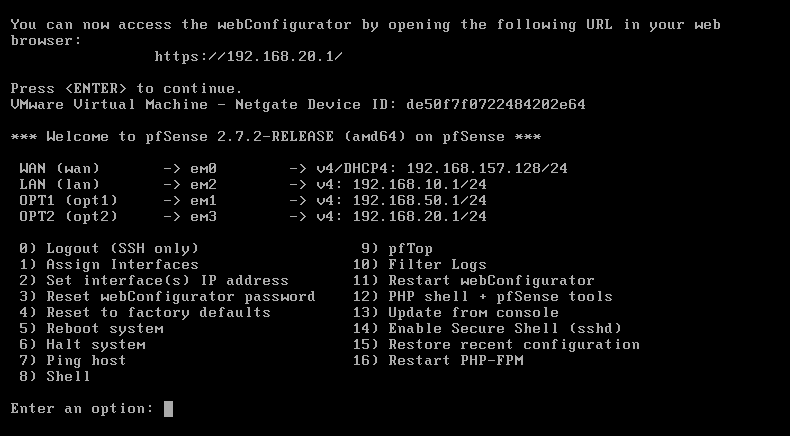 You can now access the webConfigurator by opening the following URL in your web
browser:
                https://192.168.20.1/

Press <ENTER> to continue.
VMware Virtual Machine - Netgate Device ID: de50f7f0722484202e64

*** Welcome to pfSense 2.7.2-RELEASE (amd64) on pfSense ***

 WAN (wan)       -> em0        -> v4/DHCP4: 192.168.157.128/24
 LAN (lan)       -> em2        -> v4: 192.168.10.1/24
 OPT1 (opt1)     -> em1        -> v4: 192.168.50.1/24
 OPT2 (opt2)     -> em3        -> v4: 192.168.20.1/24

 0) Logout (SSH only)                  9) pfTop
 1) Assign Interfaces                 10) Filter Logs
 2) Set interface(s) IP address       11) Restart webConfigurator
 3) Reset webConfigurator password    12) PHP shell + pfSense tools
 4) Reset to factory defaults         13) Update from console
 5) Reboot system                     14) Enable Secure Shell (sshd)
 6) Halt system                       15) Restore recent configuration
 7) Ping host                         16) Restart PHP-FPM
 8) Shell

Enter an option: